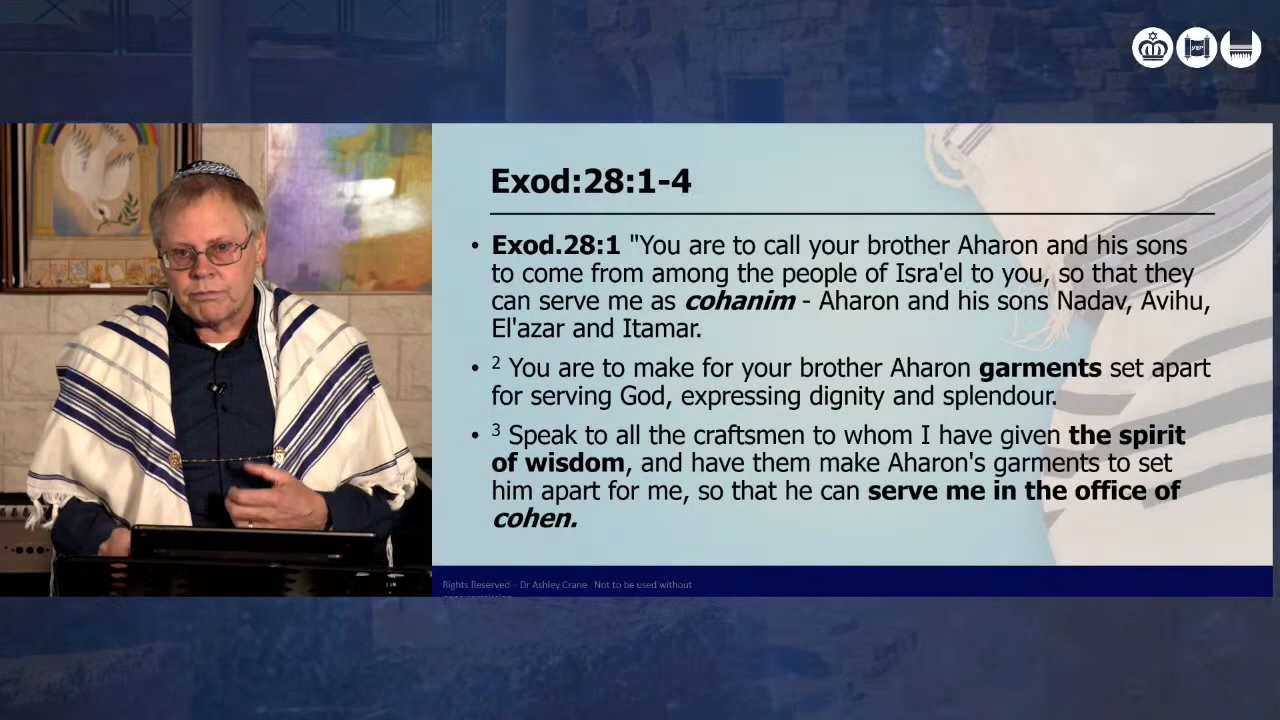 Exod:28:1-4
• Exod.28:1 "You are to call your brother Aharon and his sons
to come from among the people of Isra'el to you, so that they
can serve me as cohanim - Aharon and his sons Nadav, Avihu,
El'azar and Itamar.
• 2 You are to make for your brother Aharon garments set apart
for serving God, expressing dignity and splendour.
• 3 Speak to all the craftsmen to whom I have given the spirit
of wisdom, and have them make Aharon's garments to set
him apart for me, so that he can serve me in the office of
cohen.
Rights Reserved – Dr Ashley Crane Not to be used without